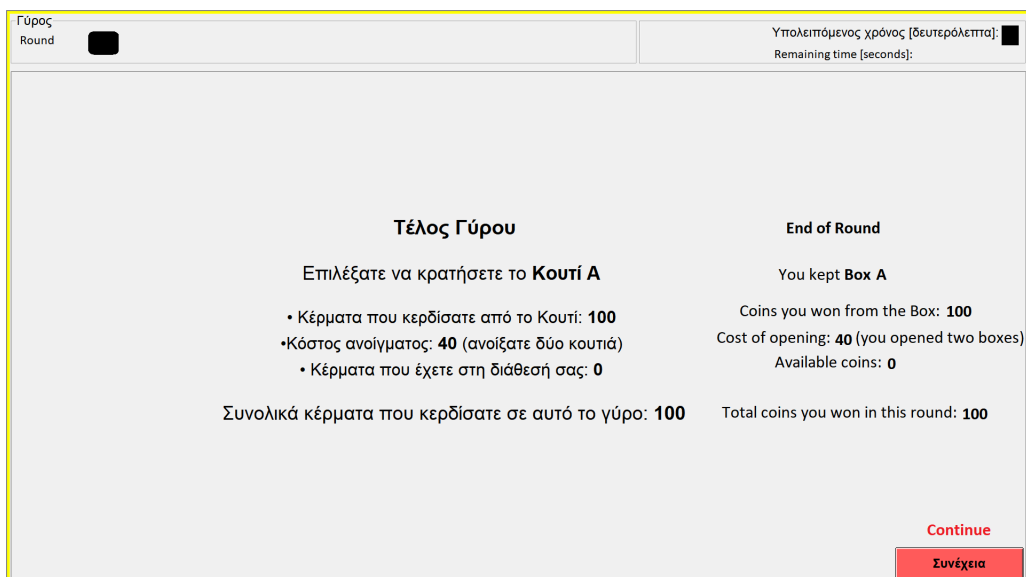 Γύρος
Round
Υπολειπόμενος χρόνος [δευτερόλεπτα]:
Remaining time [seconds]:
Τέλος Γύρου
End of Round
Επιλέξατε να κρατήσετε το Κουτί Α
You kept Box A
• Κέρματα που κερδίσατε από το Κουτί: 100
Coins you won from the Box: 100
•Κόστος ανοίγματος: 40 (ανοίξατε δύο κουτιά)
Cost of opening: 40 (you opened two boxes)
• Κέρματα που έχετε στη διάθεσή σας: 0
Available coins: 0
Συνολικά κέρματα που κερδίσατε σε αυτό το γύρο: 100
Total coins you won in this round: 100
Continue
Συνέχεια